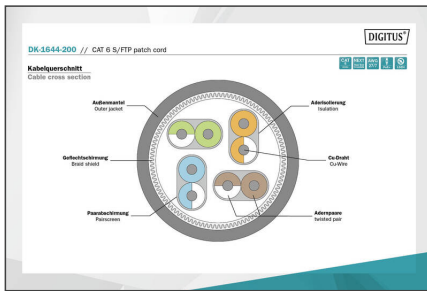 DIGITUS®
DK-1644-200 // CAT 6 S/FTP patch cord
Kabelquerschnitt
Cable cross section
Außenmantel
Outer jacket
Aderisolierung
Isolation
Geflechtschirmung
Braid shield
Cu-Draht
Cu-Wire
Paarabschirmung
Pairscreen
Adernpaare
twisted pair